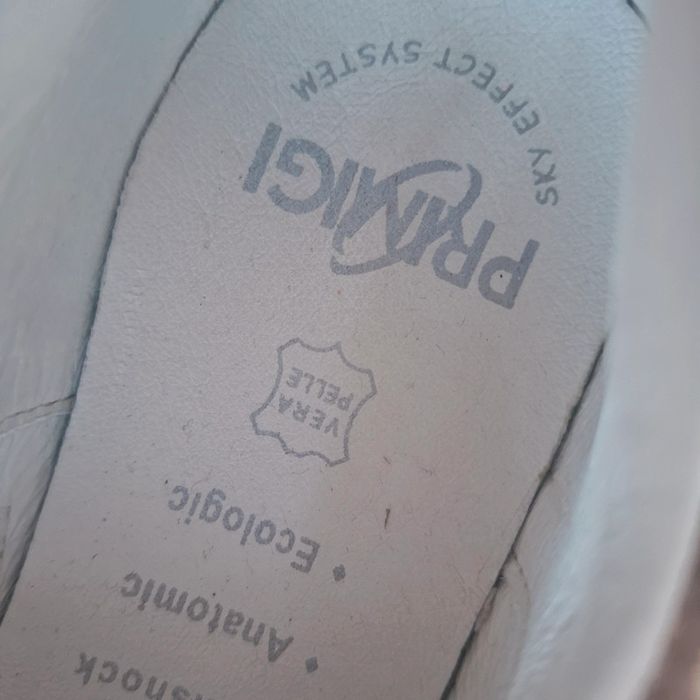 SKY EFFECT SYSTEM
PRIMIGI
VERA
PELLE
• Ecologic
• Anatomic